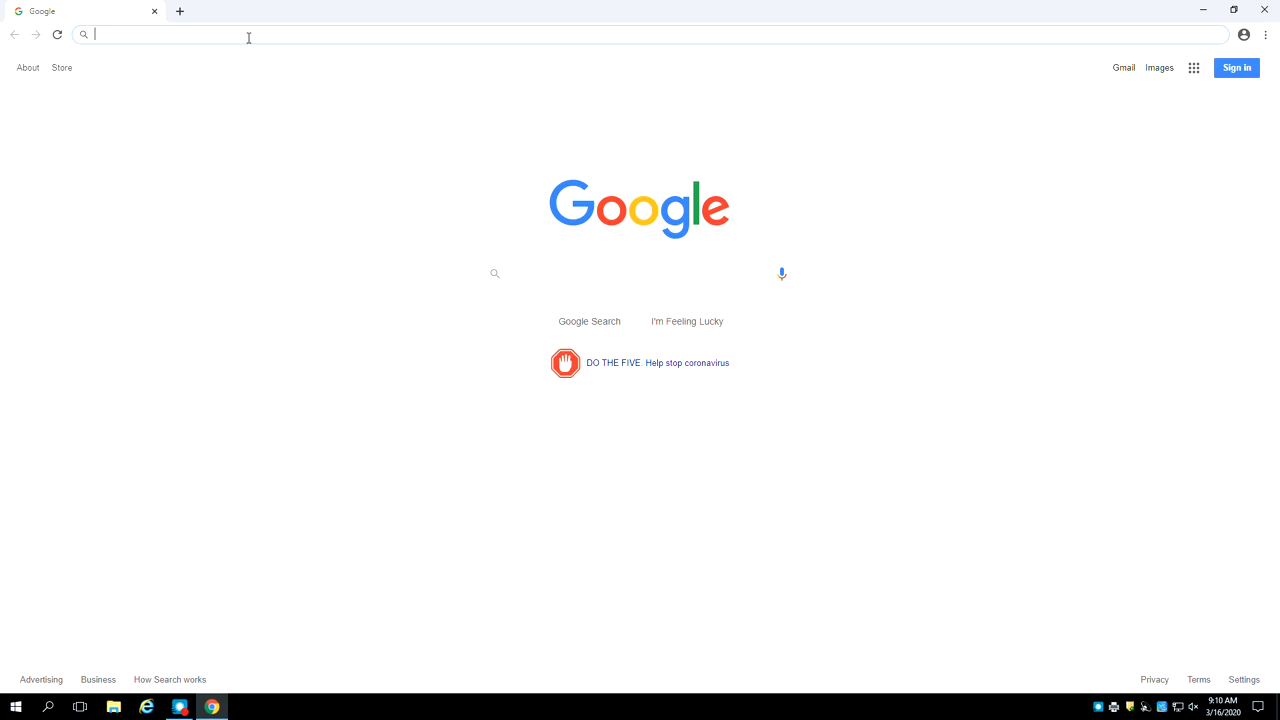 Google
About Store
Gmail Images Sign in
Google
Google Search I'm Feeling Lucky
DO THE FIVE. Help stop coronavirus
Advertising Business How Search works
Privacy Terms Settings
9:10 AM
3/16/2020